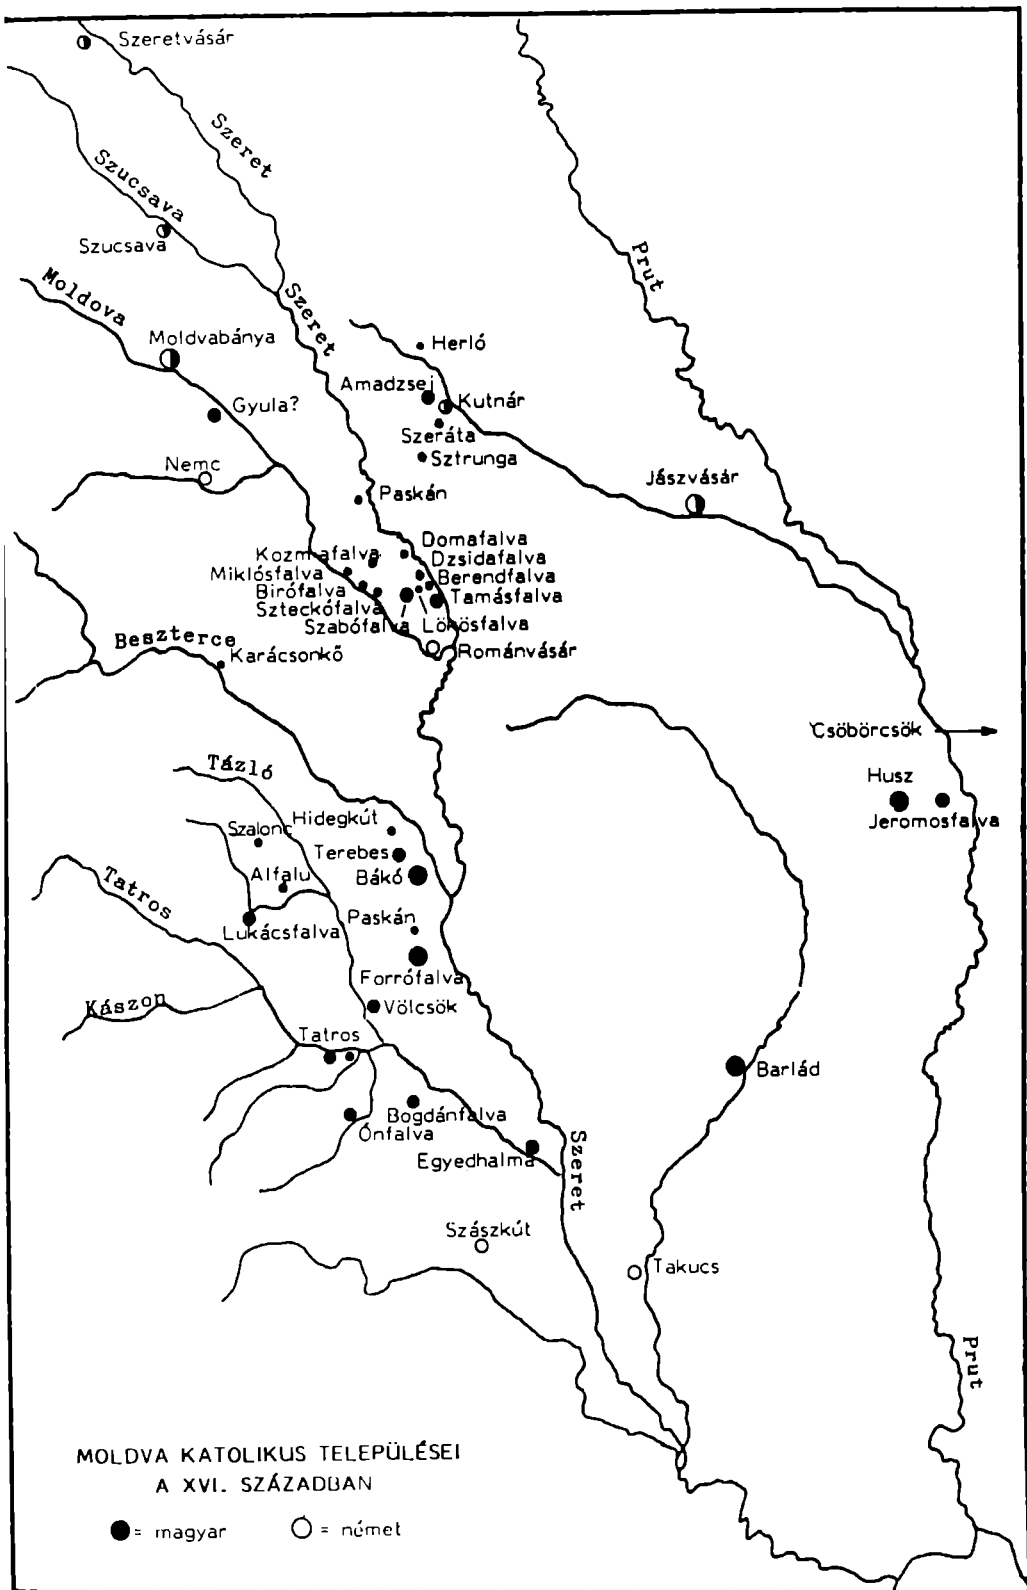 Szeretvásár
Szeret
Szucsava
Szucsava
Prut
Moldova
Szeret
Moldvabánya
Herló
Amadzsej
Kutnár
Gyula?
Szeráta
Sztrunga
Nemc
Jászvásár
Paskán
Domafalva
Kozmafalva
Dzsidafalva
Miklósfalva
Berendfalva
Birófalva
Tamásfalva
Szteckófalva
Szabófalva
Lökösfalva
Beszterce
Karácsonkő
Románvásár
Csöbörcsök
Tázló
Husz
Jeromosfalva
Hidegkút
Szalonc
Terebes
Bákó
Alfalu
Tatros
Paskán
Lukácsfalva
Forrófalva
Kászon
Völcsök
Tatros
Barlád
Bogdánfalva
Ónfalva
Egyedhalma
Szeret
Szászkút
Takucs
Prut
MOLDVA KATOLIKUS TELEPÜLÉSEI
A XVI. SZÁZADBAN
= magyar = német